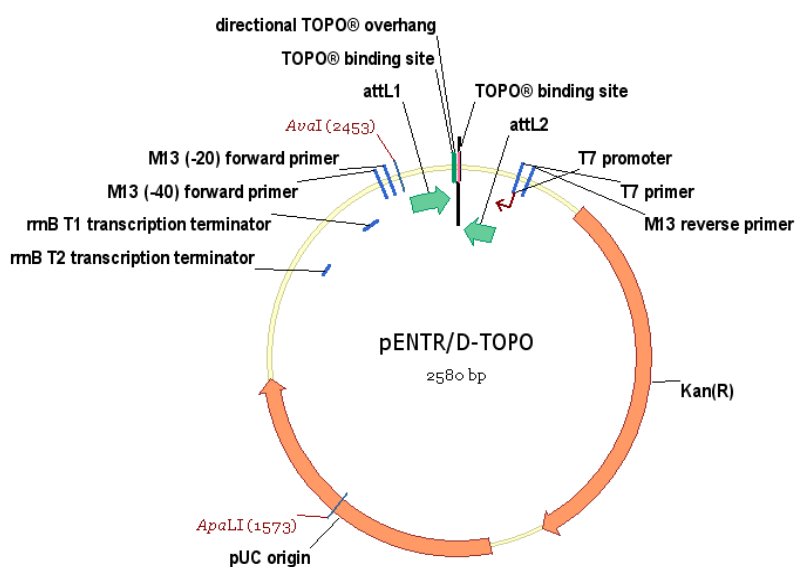 directional TOPO® overhang
TOPO® binding site
attL1
TOPO® binding site
AvaI (2453)
attL2
M13 (-20) forward primer
T7 promoter
M13 (-40) forward primer
T7 primer
rrnB T1 transcription terminator
M13 reverse primer
rrnB T2 transcription terminator
pENTR/D-TOPO
2580 bp
Kan(R)
ApaLI (1573)
pUC origin